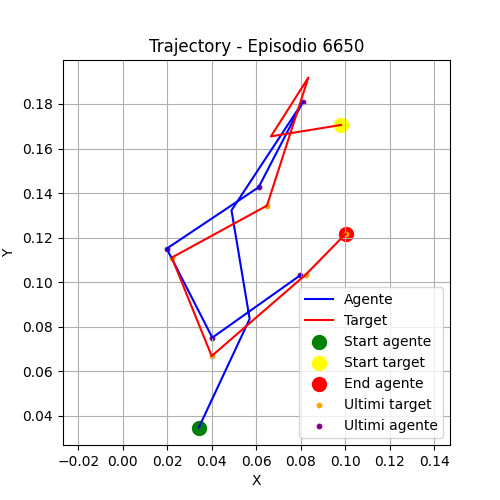 Trajectory - Episodio 6650
Y
0.18
0.16
0.14
0.12
0.10
0.08
0.06
0.04
Agente
Target
Start agente
Start target
End agente
Ultimi target
Ultimi agente
−0.02 0.00 0.02 0.04 0.06 0.08 0.10 0.12 0.14
X